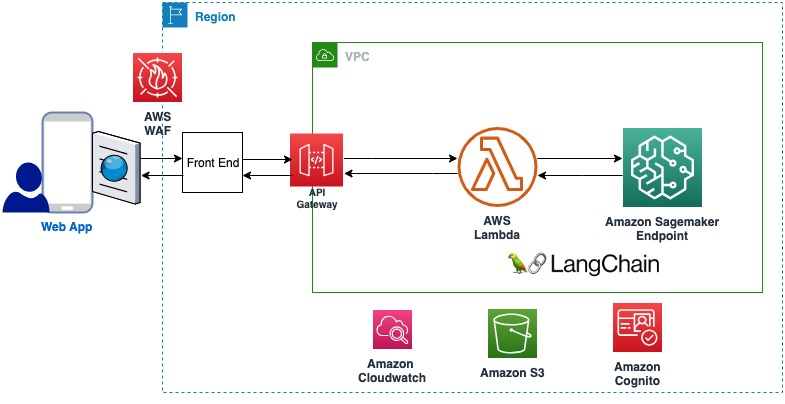 Region
VPC
AWS
WAF
Front End
API
Gateway
Web App
AWS
Lambda
Amazon Sagemaker
Endpoint
LangChain
Amazon
Cloudwatch
Amazon S3
Amazon
Cognito